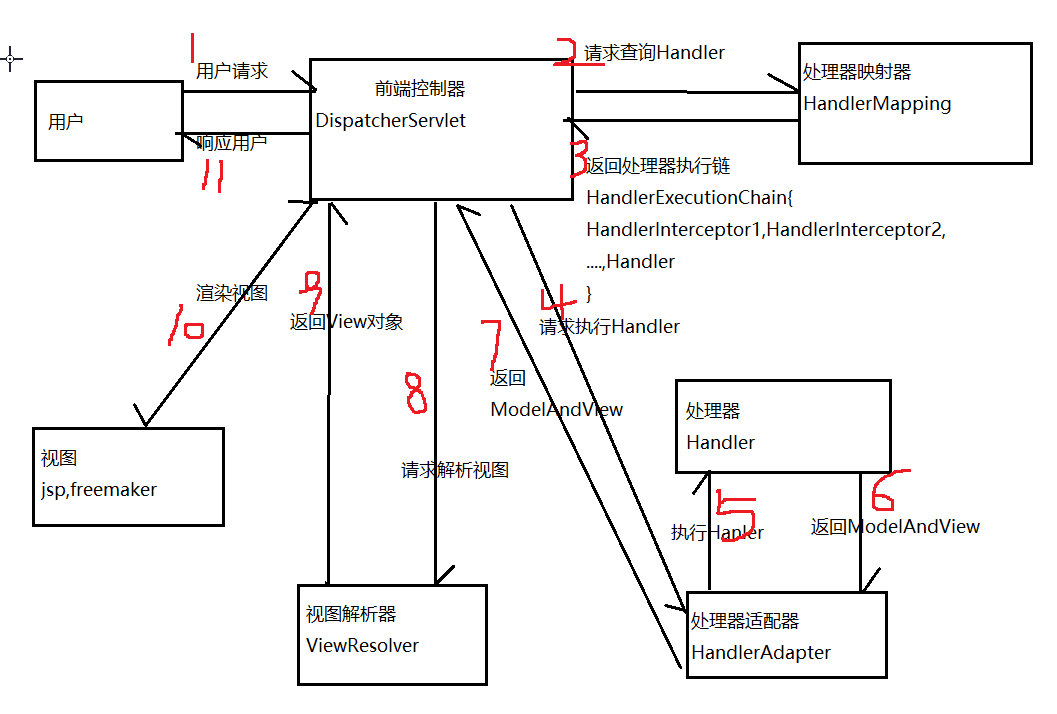 1
用户请求
用户
响应用户
11
前端控制器
DispatcherServlet
2
请求查询Handler
处理器映射器
HandlerMapping
3
返回处理器执行链
HandlerExecutionChain{
HandlerInterceptor1,HandlerInterceptor2,
....,Handler
}
4
请求执行Handler
处理器
Handler
5
执行Hanler
6
返回ModelAndView
处理器适配器
HandlerAdapter
7
返回
ModelAndView
8
请求解析视图
视图解析器
ViewResolver
9
返回View对象
10
渲染视图
视图
jsp,freemaker